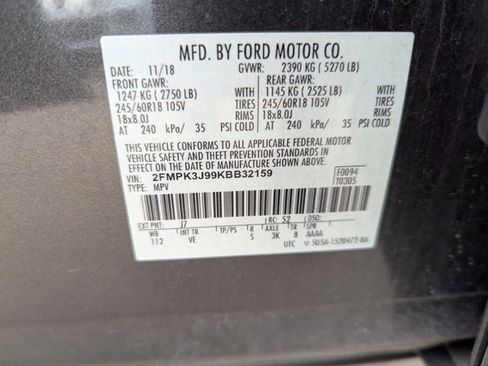 MFD. BY FORD MOTOR CO.
DATE: 11/18 GVWR: 2390 KG ( 5270 LB)
FRONT GAWR: REAR GAWR:
1247 KG ( 2750 LB) 1145 KG ( 2525 LB)
245/60R18 105V TIRES 245/60R18 105V TIRES
18x8.0J RIMS 18x8.0J RIMS
AT 240 kPa/ 35 PSI COLD AT 240 kPa/ 35 PSI COLD
THIS VEHICLE CONFORMS TO ALL APPLICABLE FEDERAL MOTOR
VEHICLE SAFETY AND THEFT PREVENTION STANDARDS IN
EFFECT ON THE DATE OF MANUFACTURE SHOWN ABOVE.
VIN: 2FMPK3J99KBB32159 F0094
TYPE: MPV T0305
EXT PNT: J7 RC: 52 DSO:
WB INT TR TP/PS R AXLE TR SPR
112 VE S 3K 8 AAAA
UTC